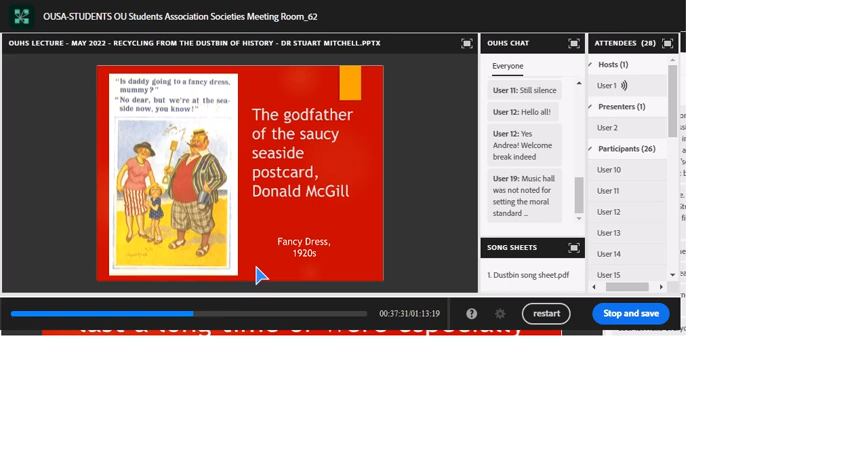 OUSA-STUDENTS OU Students Association Societies Meeting Room_62
OUHS LECTURE - MAY 2022 - RECYCLING FROM THE DUSTBIN OF HISTORY - DR STUART MITCHELL.PPTX
"Is daddy going to a fancy dress,
mummy?"
"No dear, but we're at the sea-
side now, you know!"
The godfather
of the saucy
seaside
postcard,
Donald McGill
Fancy Dress,
1920s
OUHS CHAT
Everyone
User 11: Still silence
User 12: Hello all!
User 12: Yes
Andrea! Welcome
break indeed
User 19: Music hall
was not noted for
setting the moral
standard ...
SONG SHEETS
1. Dustbin song sheet.pdf
ATTENDEES (28)
Hosts (1)
User 1
Presenters (1)
User 2
Participants (26)
User 10
User 11
User 12
User 13
User 14
User 15
00:37:31/01:13:19
?
restart
Stop and save